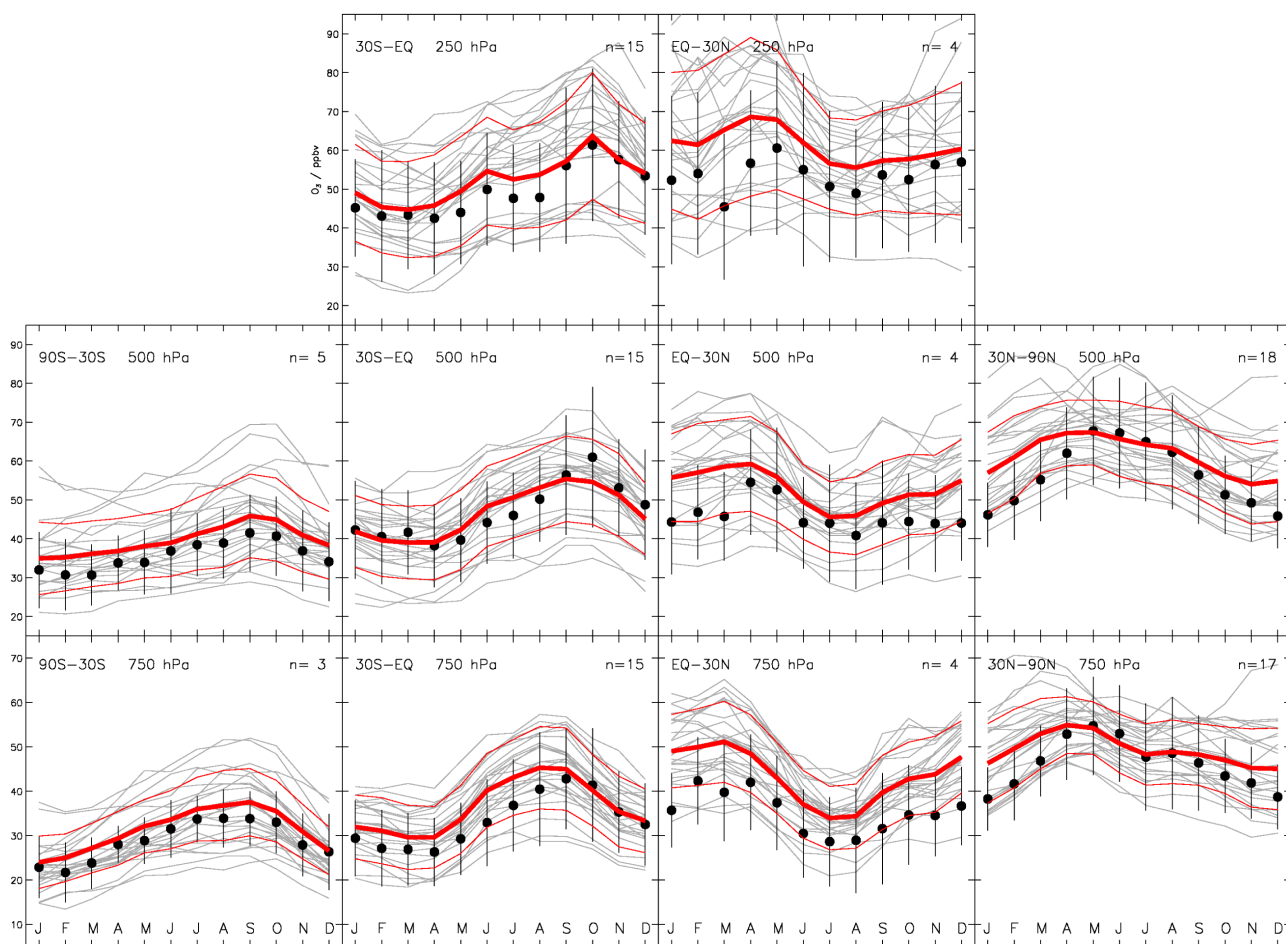 30S-EQ 250 hPa n=15
EQ-30N 250 hPa n= 4
90
80
70
60
50
40
30
20
O3 / ppbv
90S-30S 500 hPa n= 5
30S-EQ 500 hPa n=15
EQ-30N 500 hPa n= 4
30N-90N 500 hPa n=18
90
80
70
60
50
40
30
20
90S-30S 750 hPa n= 3
30S-EQ 750 hPa n=15
EQ-30N 750 hPa n= 4
30N-90N 750 hPa n=17
70
60
50
40
30
20
10
J F M A M J J A S O N D J F M A M J J A S O N D J F M A M J J A S O N D J F M A M J J A S O N D